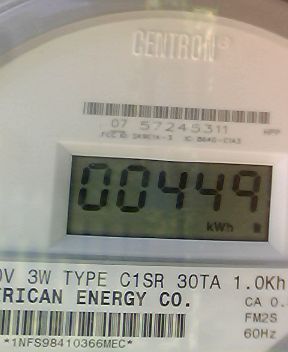 CENTRON®
07 57245311
00449
kWh
0V 3W TYPE C1SR 30TA 1.0Kh
ERICAN ENERGY CO. CA 0.
FM2S
*1NFS98410366MEC* 60Hz